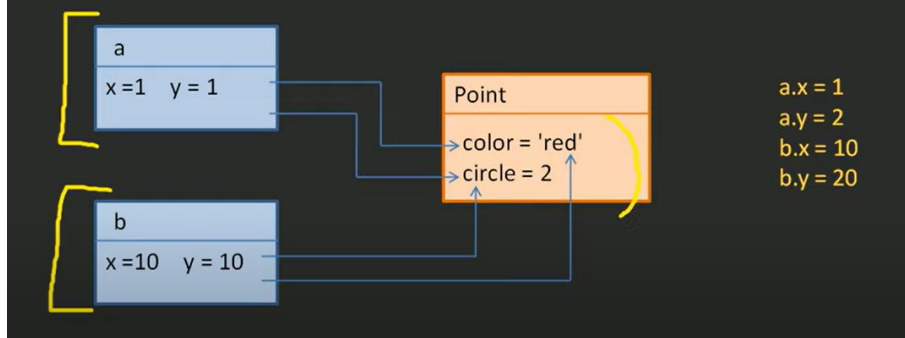 a
x =1 y = 1
Point
color = 'red'
circle = 2
b
x =10 y = 10
a.x = 1
a.y = 2
b.x = 10
b.y = 20